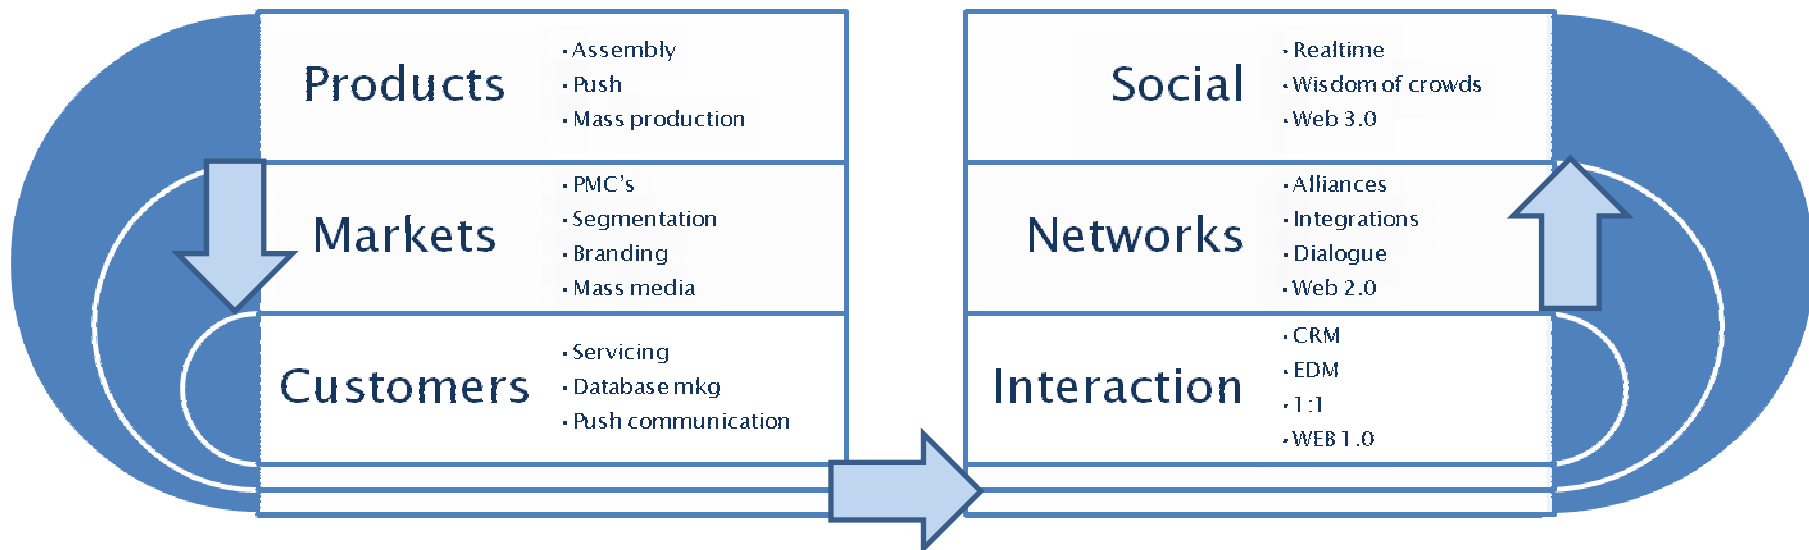 Products
• Assembly
• Push
• Mass production
Markets
• PMC's
• Segmentation
• Branding
• Mass media
Customers
• Servicing
• Database mkg
• Push communication
Social
• Realtime
• Wisdom of crowds
• Web 3.0
Networks
• Alliances
• Integrations
• Dialogue
• Web 2.0
Interaction
• CRM
• EDM
• 1:1
• WEB 1.0